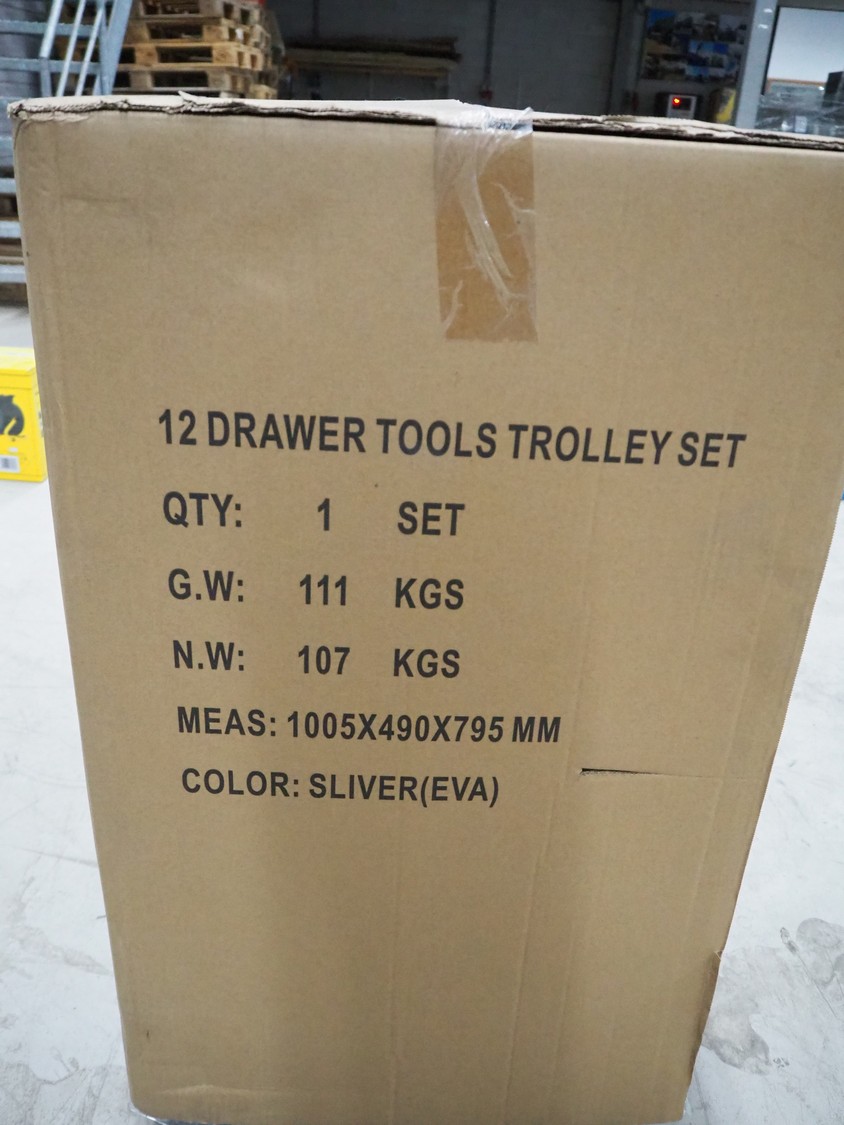 12 DRAWER TOOLS TROLLEY SET
QTY: 1 SET
G.W: 111 KGS
N.W: 107 KGS
MEAS: 1005X490X795 MM
COLOR: SLIVER(EVA)